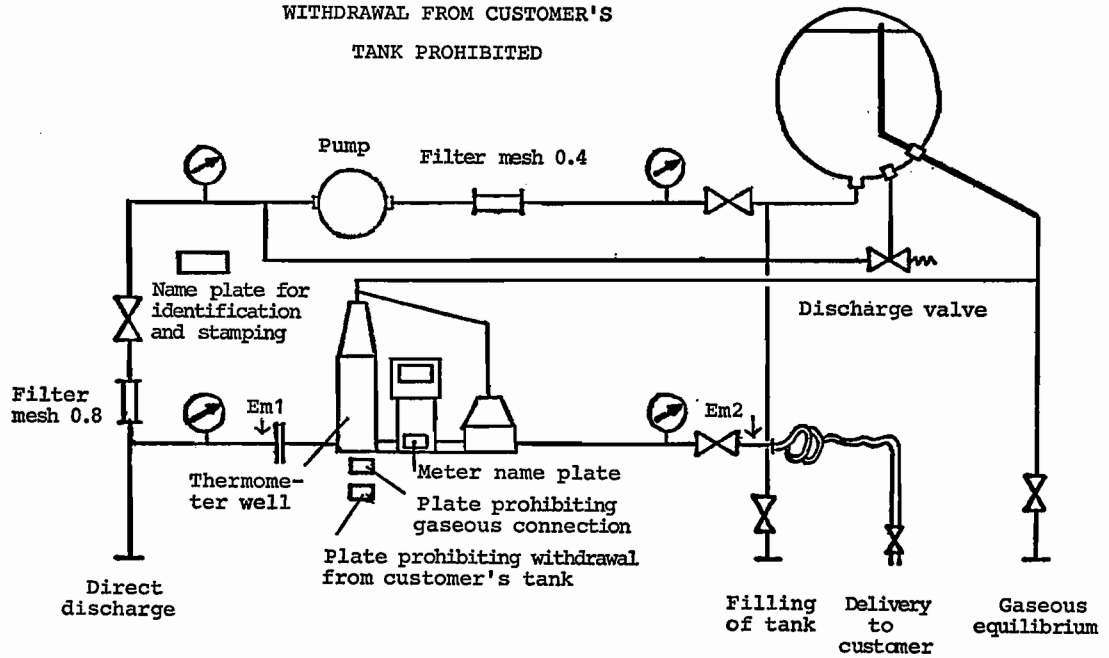 WITHDRAWAL FROM CUSTOMER'S
TANK PROHIBITED
Pump
Filter mesh 0.4
Name plate for
identification
and stamping
Discharge valve
Filter
mesh 0.8
Em1
Em2
Thermome-
ter well
Meter name plate
Plate prohibiting
gaseous connection
Plate prohibiting withdrawal
from customer's tank
Direct
discharge
Filling
of tank
Delivery
to
customer
Gaseous
equilibrium